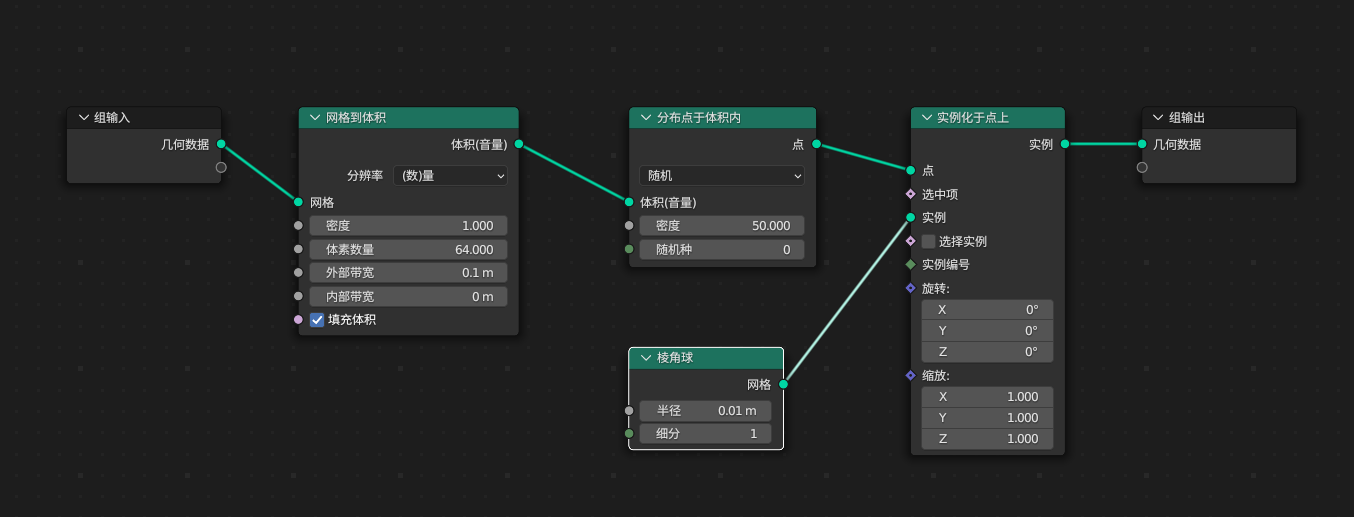 组输入
几何数据
网格到体积
体积(音量)
分辨率 (数)量
网格
密度 1.000
体素数量 64.000
外部带宽 0.1 m
内部带宽 0 m
填充体积
分布点于体积内
点
随机
体积(音量)
密度 50.000
随机种 0
棱角球
网格
半径 0.01 m
细分 1
实例化于点上
实例
点
选中项
实例
选择实例
实例编号
旋转:
X 0°
Y 0°
Z 0°
缩放:
X 1.000
Y 1.000
Z 1.000
组输出
几何数据